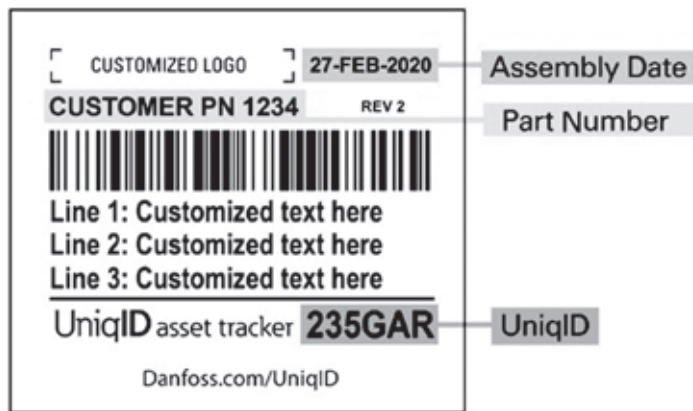 CUSTOMIZED LOGO 27-FEB-2020 Assembly Date
CUSTOMER PN 1234 REV 2 Part Number
Line 1: Customized text here
Line 2: Customized text here
Line 3: Customized text here
UniqID asset tracker 235GAR UniqID
Danfoss.com/UniqID